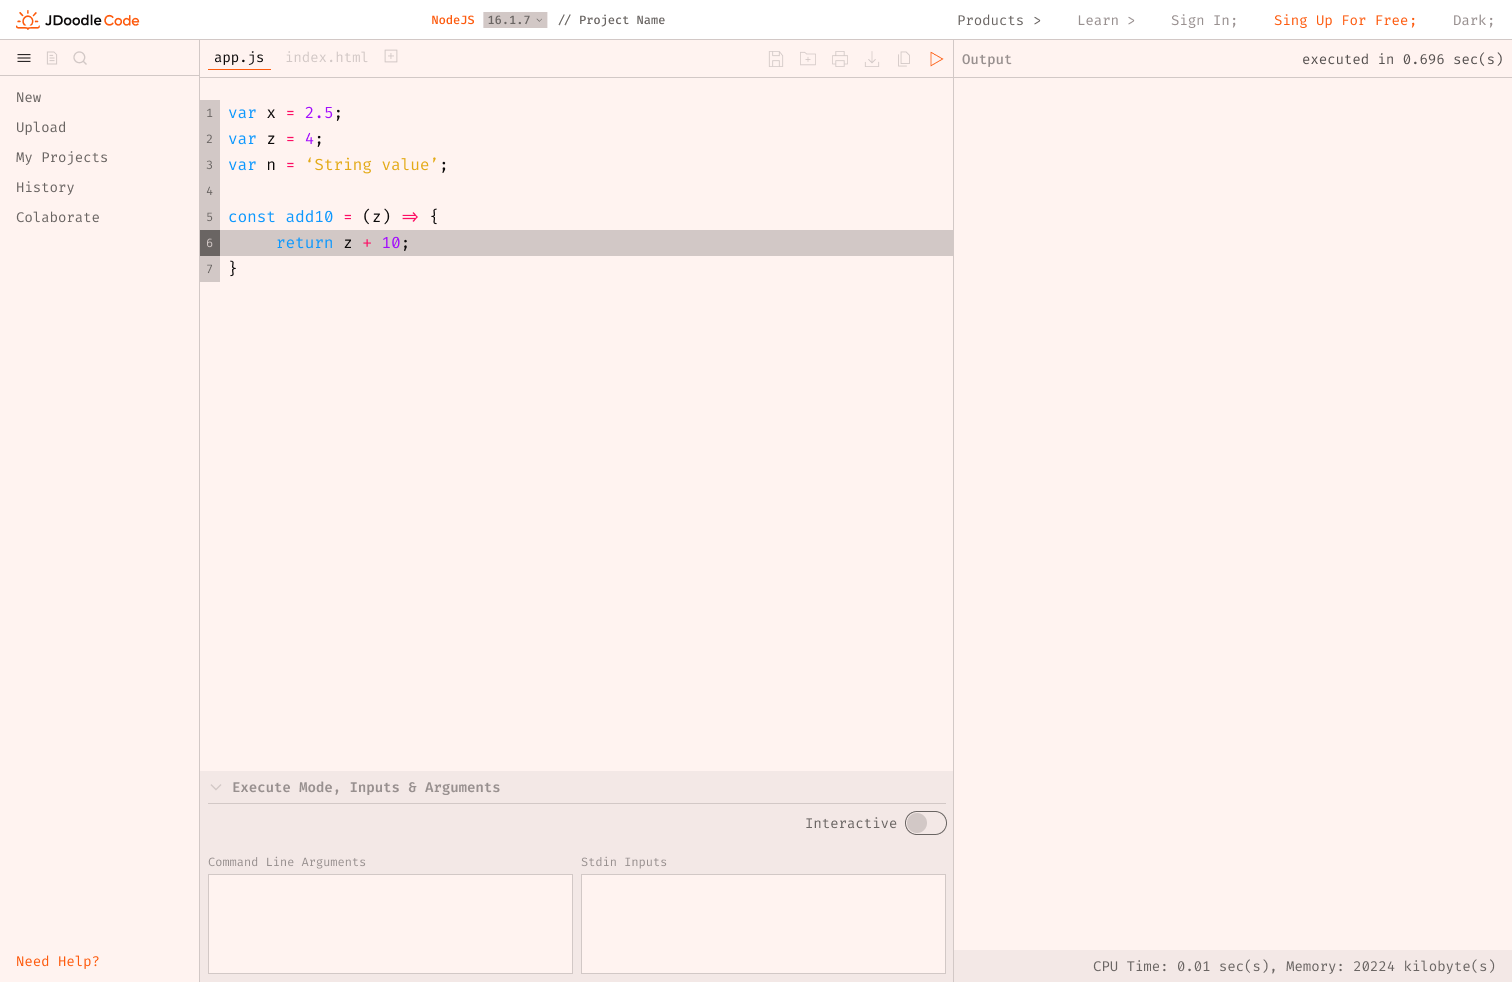 JDoodle Code
NodeJS 16.1.7 // Project Name
Products >
Learn >
Sign In;
Sing Up For Free;
Dark;
New
Upload
My Projects
History
Colaborate
Need Help?
app.js index.html
1 var x = 2.5;
2 var z = 4;
3 var n = ‘String value’;
4
5 const add10 = (z) => {
6 return z + 10;
7 }
Execute Mode, Inputs & Arguments
Interactive
Command Line Arguments
Stdin Inputs
Output
executed in 0.696 sec(s)
CPU Time: 0.01 sec(s), Memory: 20224 kilobyte(s)